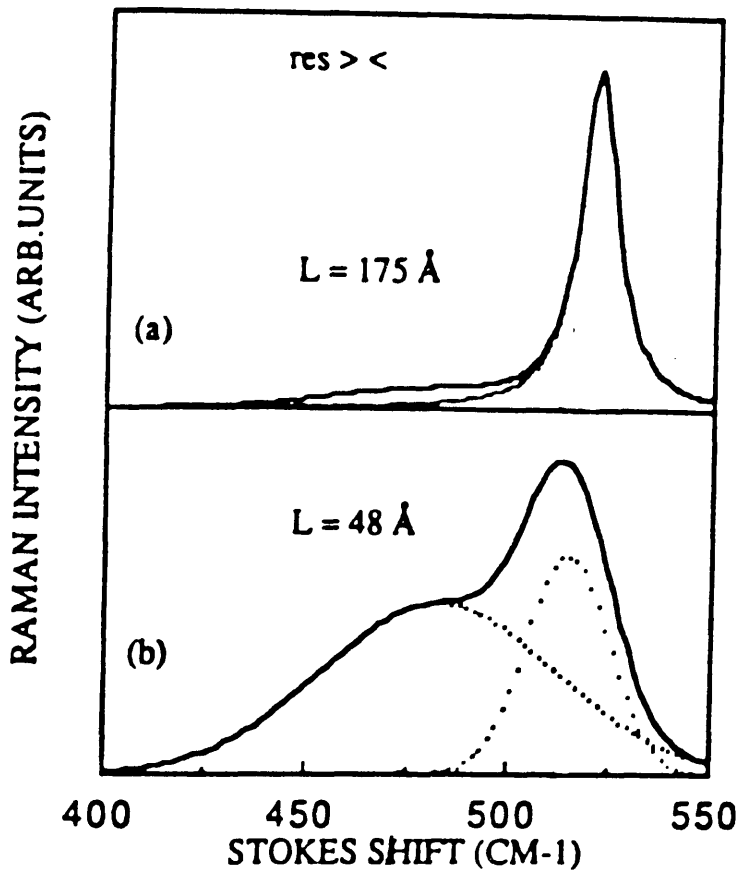 res > <
L = 175 Å
(a)
RAMAN INTENSITY (ARB.UNITS)
L = 48 Å
(b)
400 450 500 550
STOKES SHIFT (CM-1)